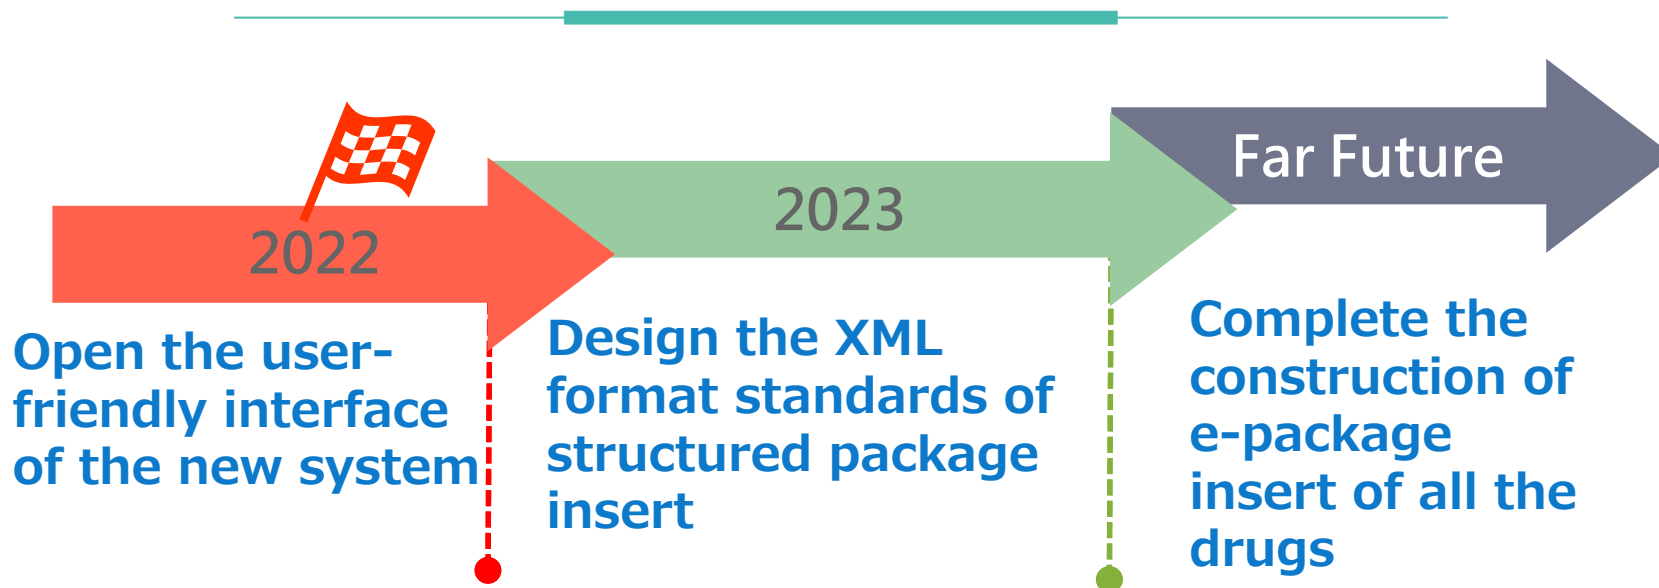 2022
Open the user-
friendly interface
of the new system
2023
Design the XML
format standards of
structured package
insert
Far Future
Complete the
construction of
e-package
insert of all the
drugs